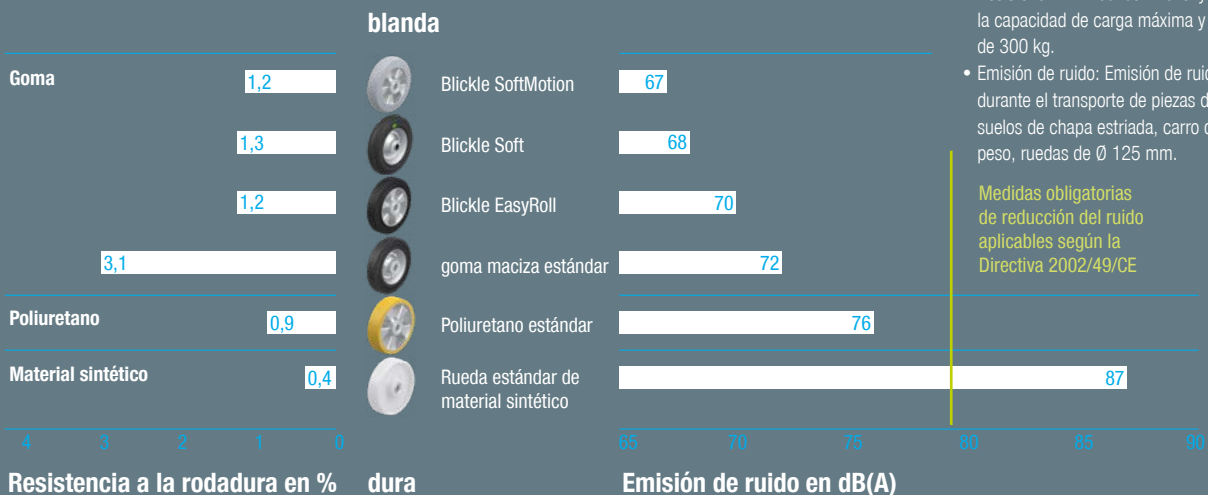 blanda
la capacidad de carga máxima y
de 300 kg.
• Emisión de ruido: Emisión de
durante el transporte de piezas
suelos de chapa estriada, carro
peso, ruedas de Ø 125 mm.
Medidas obligatorias
de reducción del ruido
aplicables según la
Directiva 2002/49/CE
Goma
1,2
Blickle SoftMotion
67
1,3
Blickle Soft
68
1,2
Blickle EasyRoll
70
3,1
goma maciza estándar
72
Poliuretano
0,9
Poliuretano estándar
76
Material sintético
0,4
Rueda estándar de
material sintético
87
4 3 2 1 0
65 70 75 80 85 90
Resistencia a la rodadura en %
dura
Emisión de ruido en dB(A)